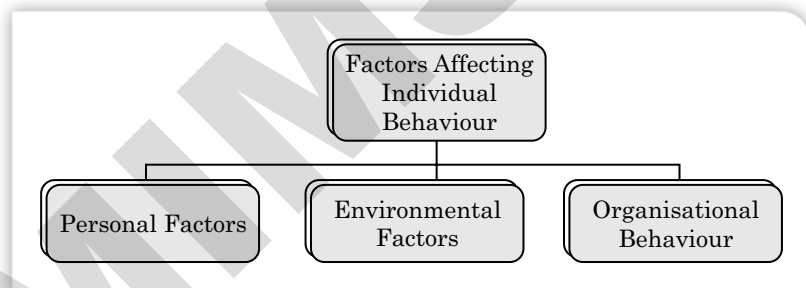 Factors Affecting
Individual
Behaviour
Personal Factors
Environmental
Factors
Organisational
Behaviour